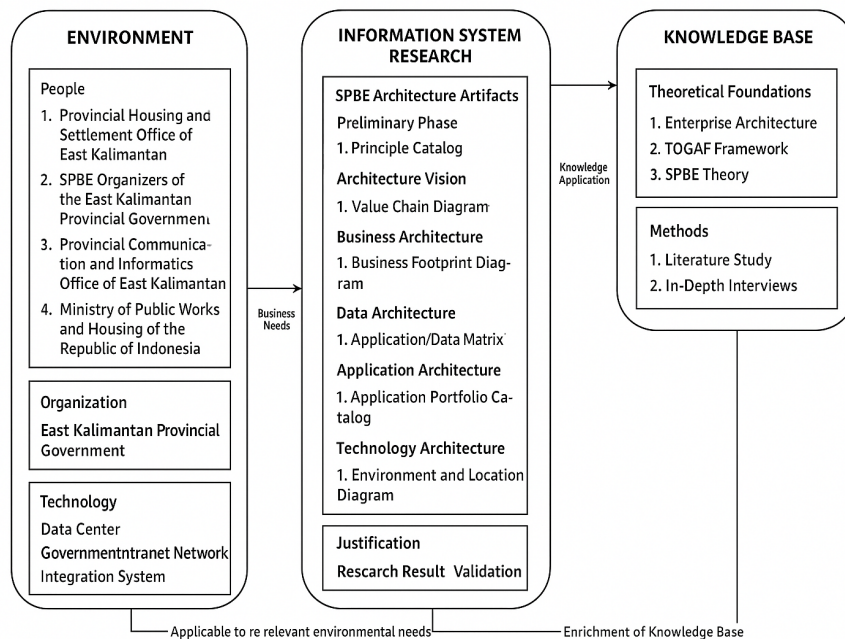 ENVIRONMENT
People
1. Provincial Housing and
Settlement Office of
East Kalimantan
2. SPBE Organizers of
the East Kalimantan
Provincial Government
3. Provincial Communica-
tion and Informatics
Office of East Kalimantan
4. Ministry of Public Works
and Housing of the
Republic of Indonesia
Organization
East Kalimantan Provincial
Government
Technology
Data Center
Governmentntranet Network
Integration System
Business
Needs
INFORMATION SYSTEM
RESEARCH
SPBE Architecture Artifacts
Preliminary Phase
1. Principle Catalog
Architecture Vision
1. Value Chain Diagram
Business Architecture
1. Business Footprint Diag-
ram
Data Architecture
1. Application/Data Matrix
Application Architecture
1. Application Portfolio Ca-
talog
Technology Architecture
1. Environment and Location
Diagram
Justification
Rescarch Result Validation
Knowledge
Application
KNOWLEDGE BASE
Theoretical Foundations
1. Enterprise Architecture
2. TOGAF Framework
3. SPBE Theory
Methods
1. Literature Study
2. In-Depth Interviews
Applicable to re relevant environmental needs
Enrichment of Knowledge Base